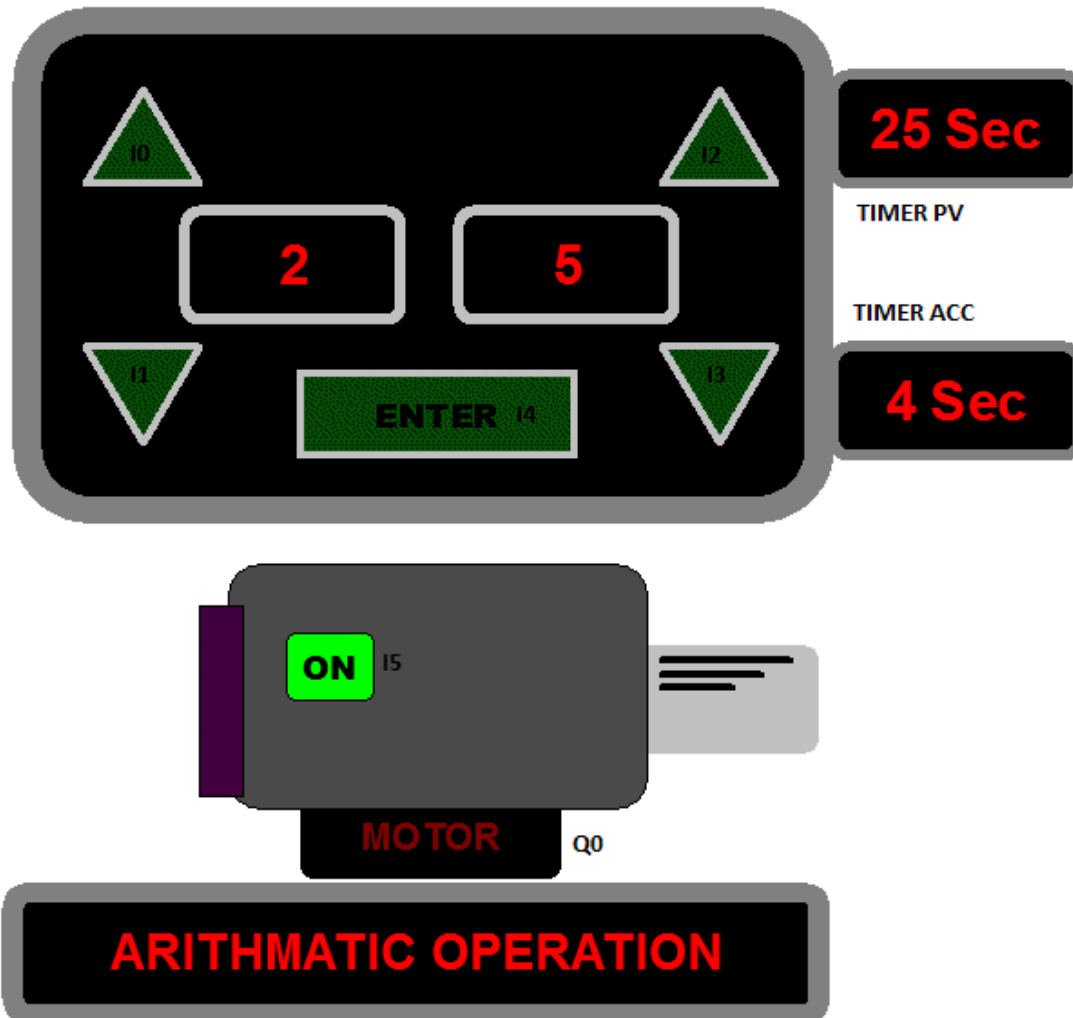 I0
I2
25 Sec
TIMER PV
2
5
TIMER ACC
I1
I3
4 Sec
ENTER I4
ON I5
MOTOR
Q0
ARITHMATIC OPERATION